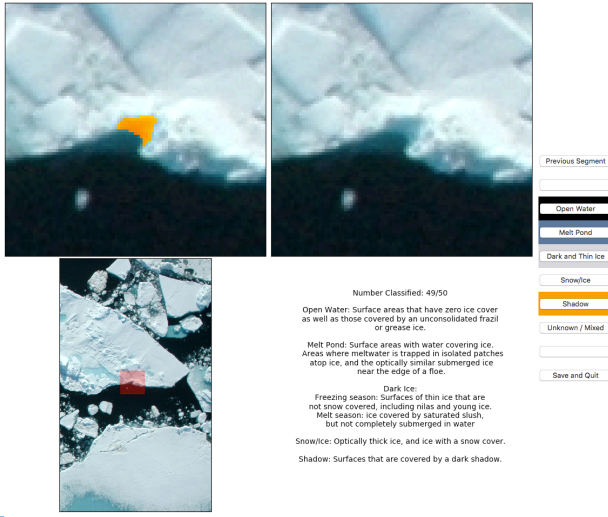 Previous Segment
Open Water
Melt Pond
Dark and Thin Ice
Snow/Ice
Shadow
Unknown / Mixed
Save and Quit
Number Classified: 49/50
Open Water: Surface areas that have zero ice cover
as well as those covered by an unconsolidated frazil
or grease ice.
Melt Pond: Surface areas with water covering ice.
Areas where meltwater is trapped in isolated patches
atop ice, and the optically similar submerged ice
near the edge of a floe.
Dark Ice:
Freezing season: Surfaces of thin ice that are
not snow covered, including nilas and young ice.
Melt season: ice covered by saturated slush,
but not completely submerged in water
Snow/Ice: Optically thick ice, and ice with a snow cover.
Shadow: Surfaces that are covered by a dark shadow.